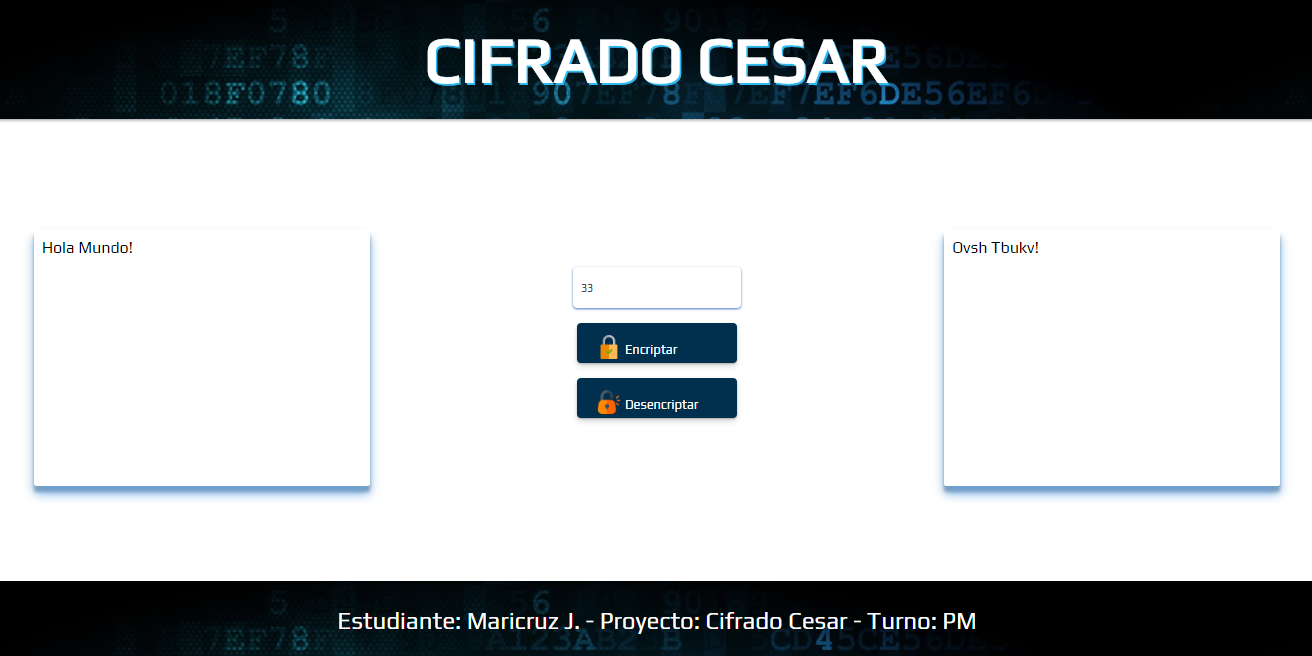 CIFRADO CESAR
Hola Mundo!
33
Encriptar
Desencriptar
Ovsh Tbukv!
Estudiante: Maricruz J. - Proyecto: Cifrado Cesar - Turno: PM